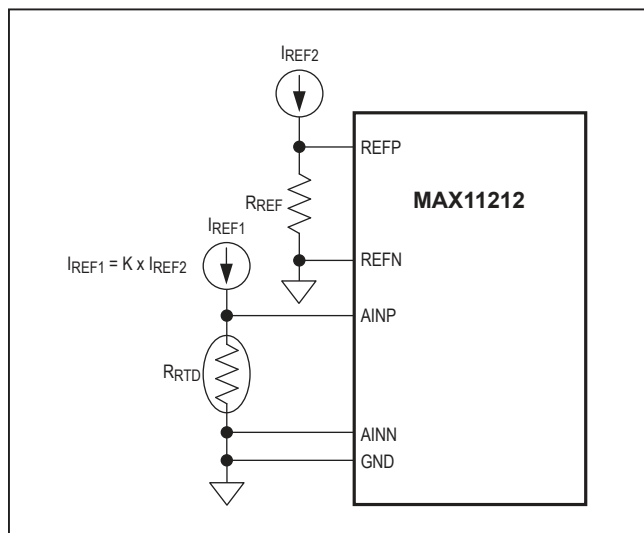 IREF2
REFP
MAX11212
RREF
IREF1
REFN
IREF1 = K x IREF2
AINP
RRTD
AINN
GND